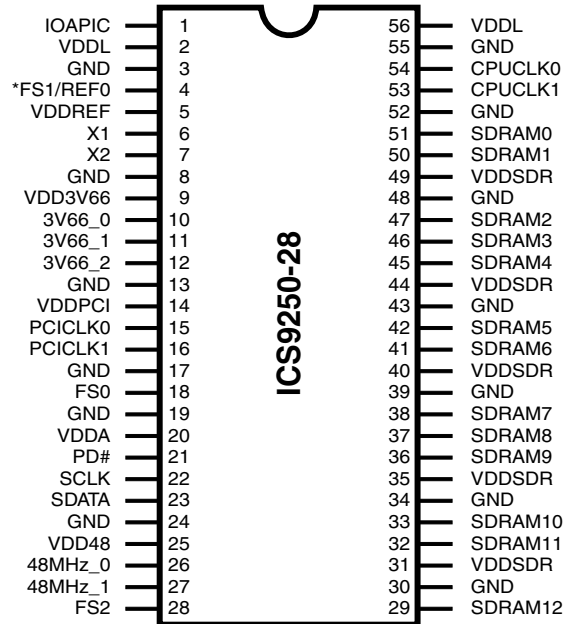 IOAPIC 1 56 VDDL
VDDL 2 55 GND
GND 3 54 CPUCLK0
*FS1/REF0 4 53 CPUCLK1
VDDREF 5 52 GND
X1 6 51 SDRAM0
X2 7 50 SDRAM1
GND 8 49 VDDSDR
VDD3V66 9 48 GND
3V66_0 10 47 SDRAM2
3V66_1 11 46 SDRAM3
3V66_2 12 45 SDRAM4
GND 13 44 VDDSDR
VDDPCI 14 43 GND
PCICLK0 15 42 SDRAM5
PCICLK1 16 41 SDRAM6
GND 17 40 VDDSDR
FS0 18 39 GND
GND 19 38 SDRAM7
VDDA 20 37 SDRAM8
PD# 21 36 SDRAM9
SCLK 22 35 VDDSDR
SDATA 23 34 GND
GND 24 33 SDRAM10
VDD48 25 32 SDRAM11
48MHz_0 26 31 VDDSDR
48MHz_1 27 30 GND
FS2 28 29 SDRAM12
ICS9250-28